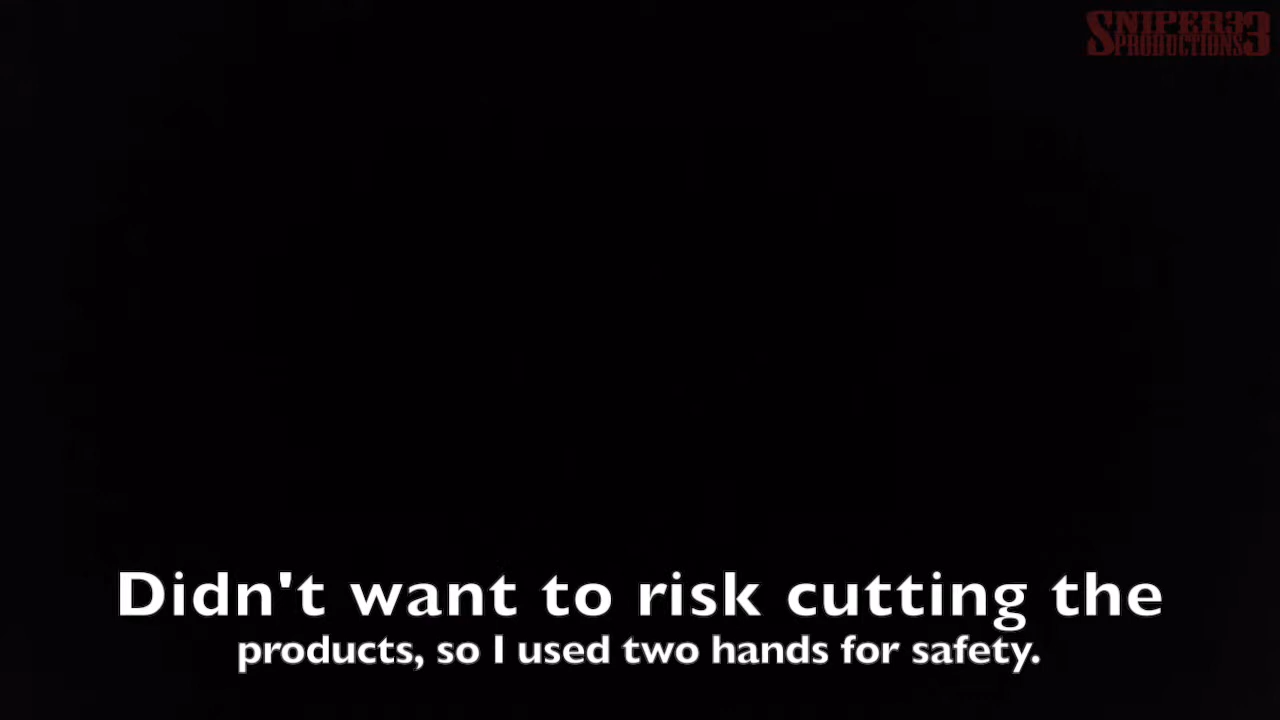 SNIPER33
PRODUCTIONS
Didn't want to risk cutting the
products, so I used two hands for safety.